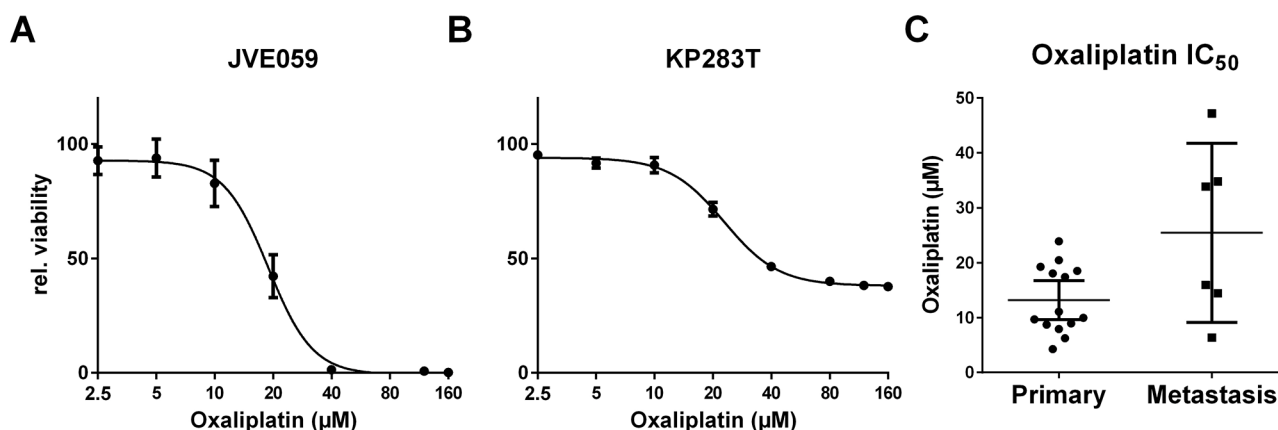 A
JVE059
rel. viability
100
50
0
2.5 5 10 20 40 80 160
Oxaliplatin (µM)
B
KP283T
100
50
0
2.5 5 10 20 40 80 160
Oxaliplatin (µM)
C
Oxaliplatin IC50
Oxaliplatin (µM)
50
40
30
20
10
0
Primary Metastasis